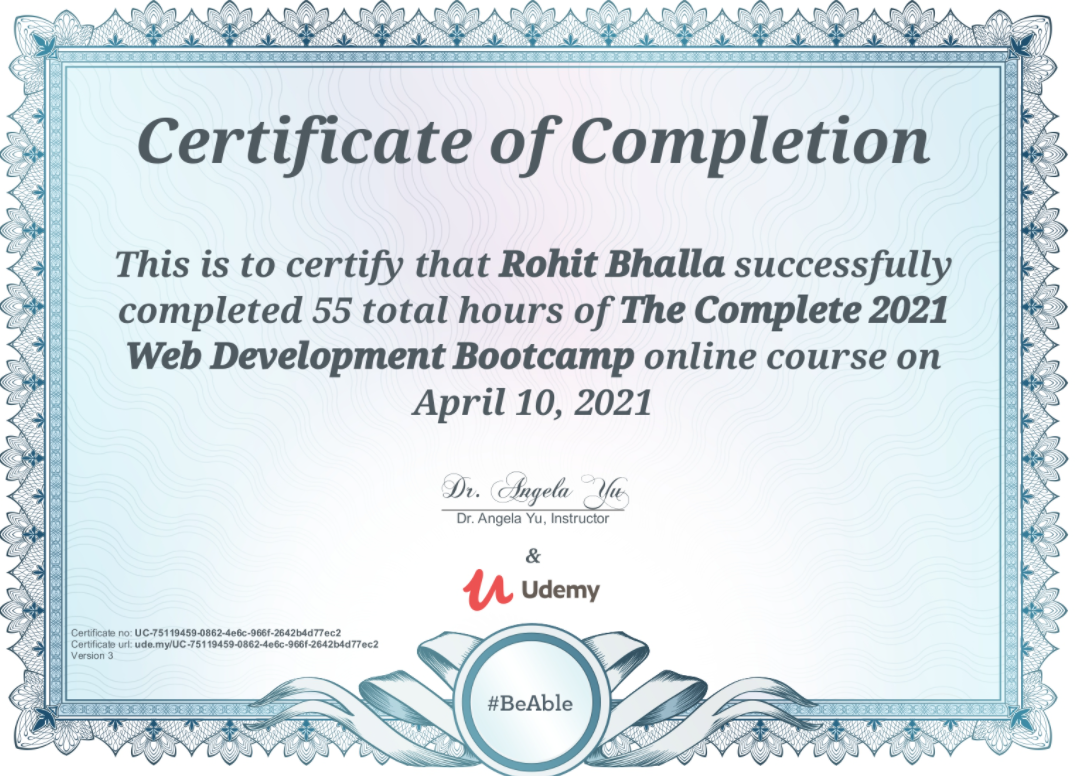 Certificate of Completion
This is to certify that Rohit Bhalla successfully
completed 55 total hours of The Complete 2021
Web Development Bootcamp online course on
April 10, 2021
Dr. Angela Yu
Dr. Angela Yu, Instructor
&
Udemy
Certificate no: UC-75119459-0862-4e6c-966f-2642b4d77ec2
Certificate url: ude.my/UC-75119459-0862-4e6c-966f-2642b4d77ec2
Version 3
#BeAble